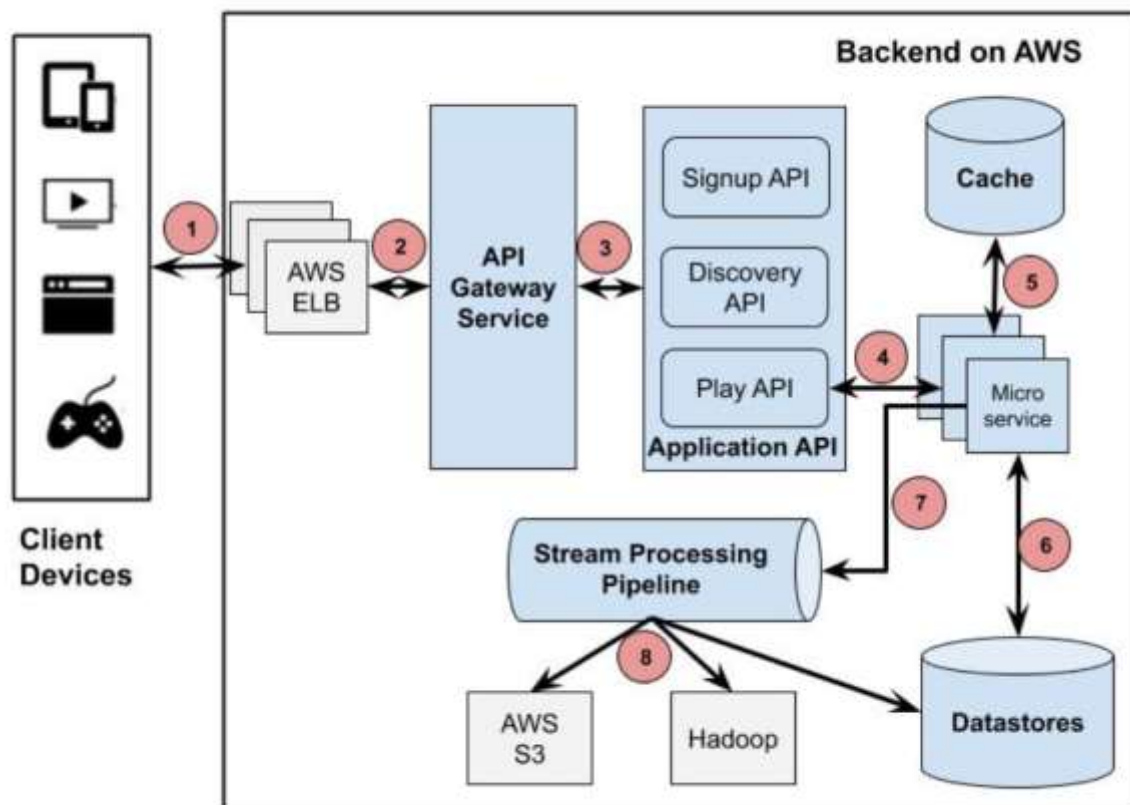 Backend on AWS
Client
Devices
1
AWS
ELB
2
API
Gateway
Service
3
Signup API
Discovery
API
Play API
Application API
4
Cache
5
Micro
service
6
7
Stream Processing
Pipeline
8
AWS
S3
Hadoop
Datastores